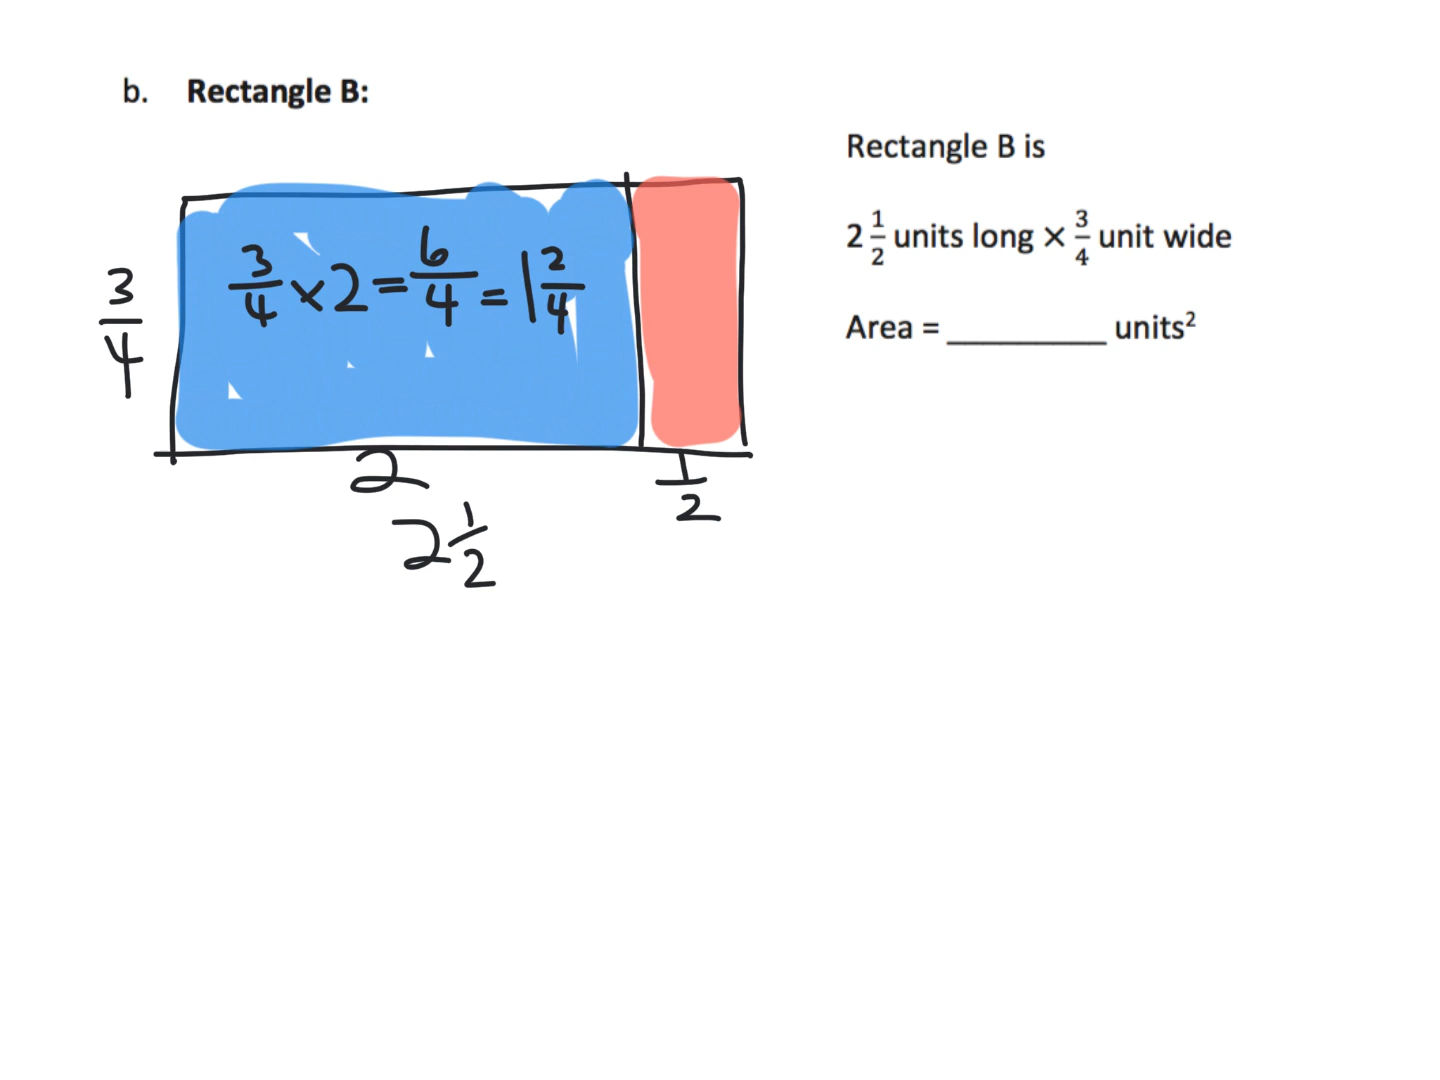 b. Rectangle B:
Rectangle B is
2 1/2 units long × 3/4 unit wide
Area = __________ units²
3/4
3/4 × 2 = 6/4 = 1 2/4
2
1/2
2 1/2